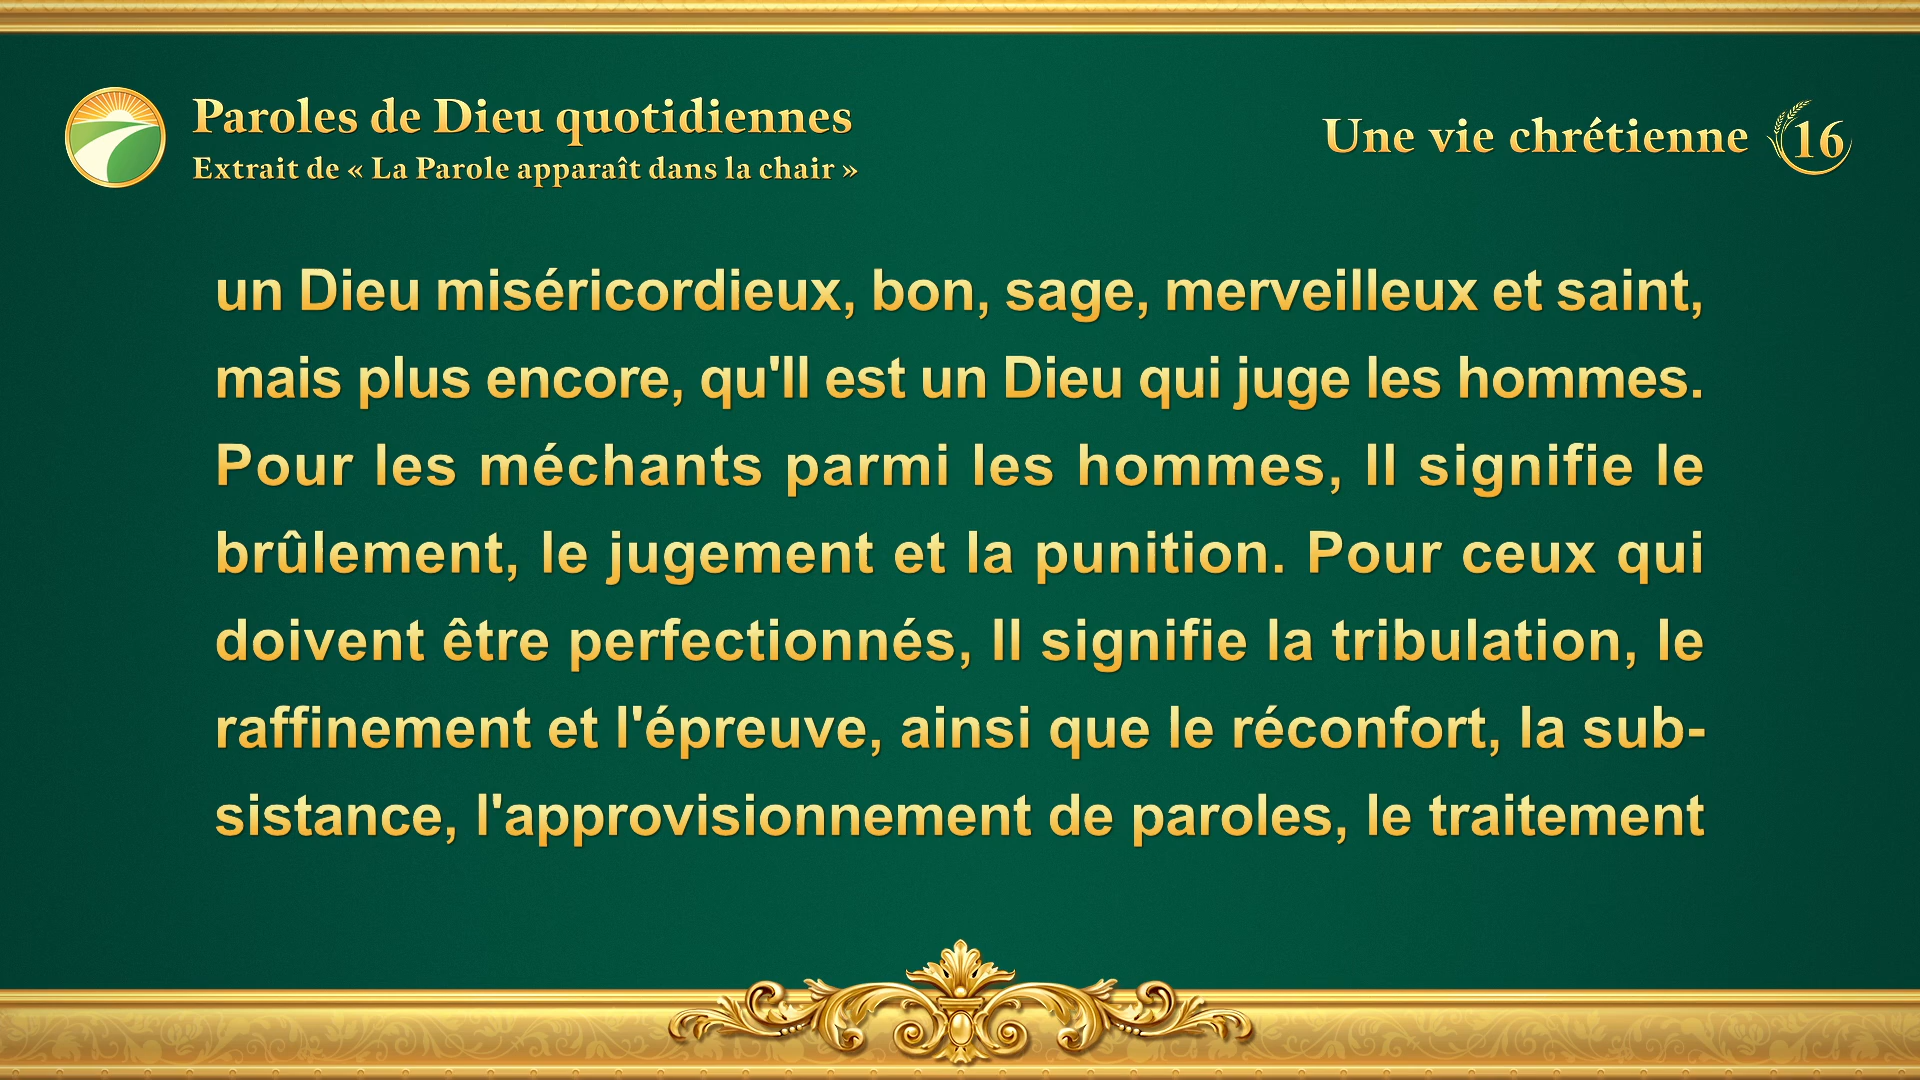 Paroles de Dieu quotidiennes
Extrait de « La Parole apparaît dans la chair »
Une vie chrétienne 16
un Dieu miséricordieux, bon, sage, merveilleux et saint,
mais plus encore, qu'Il est un Dieu qui juge les hommes.
Pour les méchants parmi les hommes, Il signifie le
brûlement, le jugement et la punition. Pour ceux qui
doivent être perfectionnés, Il signifie la tribulation, le
raffinement et l'épreuve, ainsi que le réconfort, la sub-
sistance, l'approvisionnement de paroles, le traitement